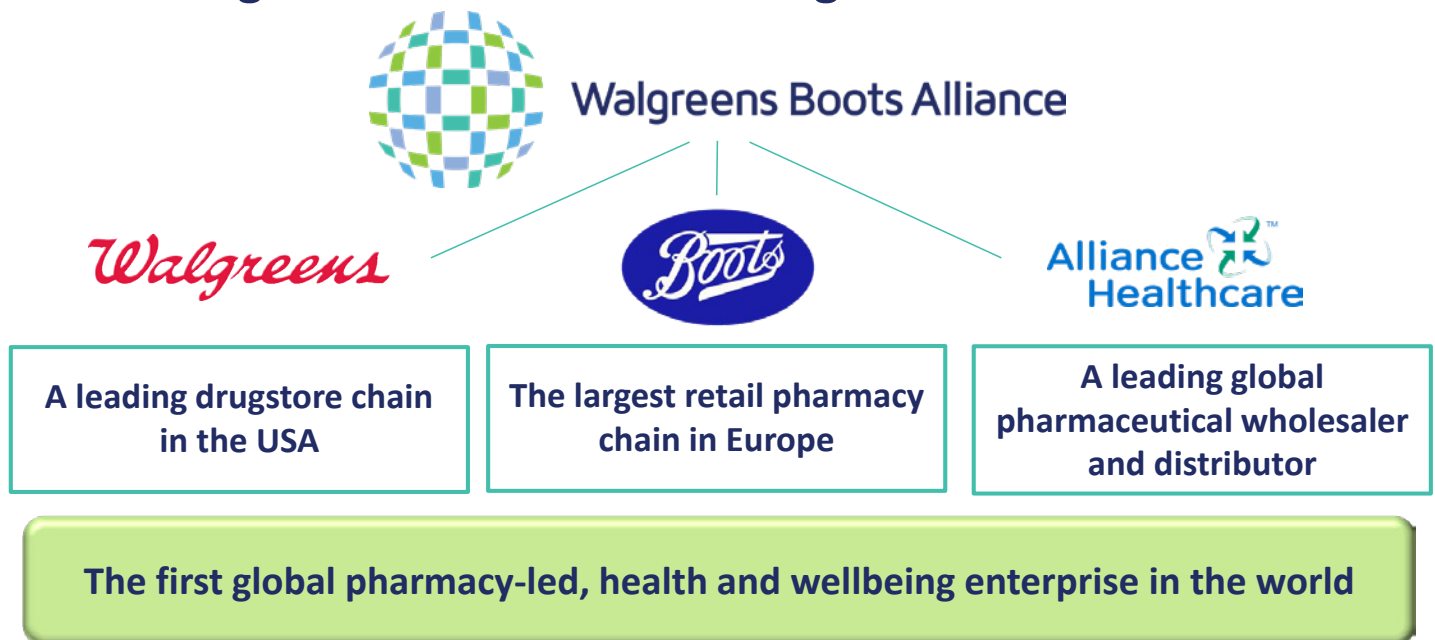 Walgreens Boots Alliance
Walgreens
Boots
Alliance
Healthcare
TM
A leading drugstore chain
in the USA
The largest retail pharmacy
chain in Europe
A leading global
pharmaceutical wholesaler
and distributor
The first global pharmacy-led, health and wellbeing enterprise in the world